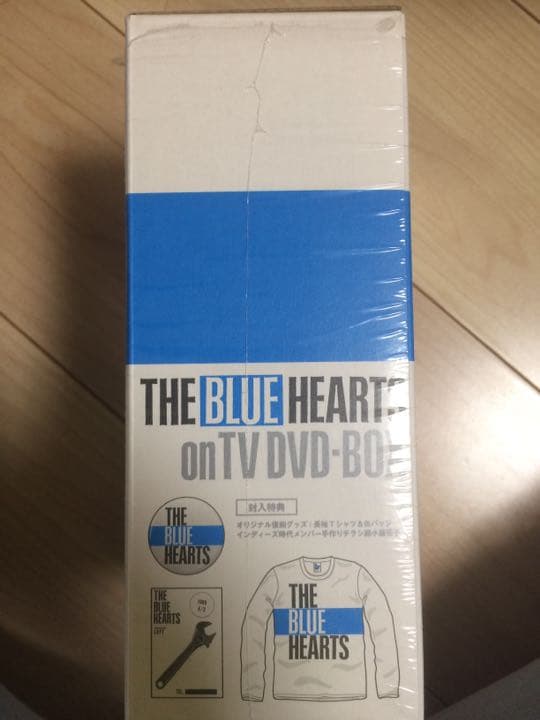 THE BLUE HEARTS
on TV DVD-BOX
封入特典
オリジナル復刻グッズ:長袖Tシャツ&缶バッジ
インディーズ時代メンバー手作りチラシ縮小版
THE
BLUE
HEARTS
THE
BLUE
HEARTS
THE
BLUE
HEARTS